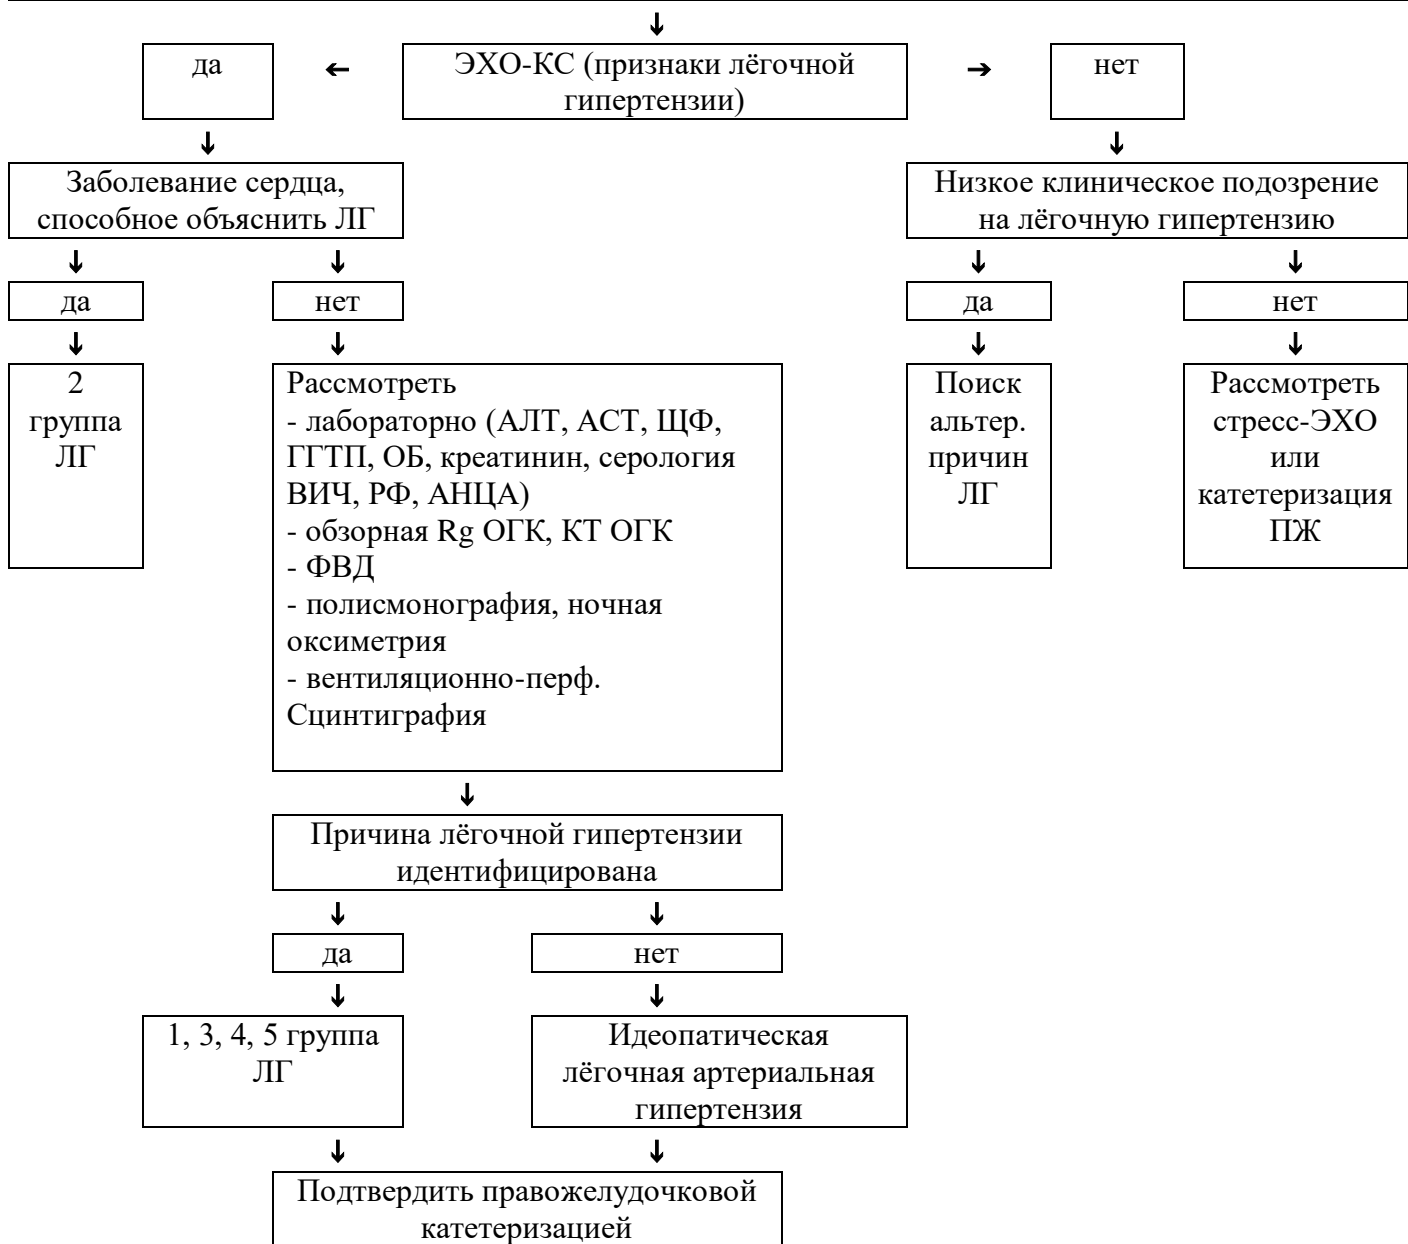 да
ЭХО-КС (признаки лёгочной
гипертензии)
нет
Заболевание сердца,
способное объяснить ЛГ
Низкое клиническое подозрение
на лёгочную гипертензию
да
нет
да
нет
2
группа
ЛГ
Рассмотреть
- лабораторно (АЛТ, АСТ, ЩФ,
ГГТП, ОБ, креатинин, серология
ВИЧ, РФ, АНЦА)
- обзорная Rg ОГК, КТ ОГК
- ФВД
- полисмонография, ночная
оксиметрия
- вентиляционно-перф.
Сцинтиграфия
Поиск
альтер.
причин
ЛГ
Рассмотреть
стресс-ЭХО
или
катетеризация
ПЖ
Причина лёгочной гипертензии
идентифицирована
да
нет
1, 3, 4, 5 группа
ЛГ
Идеопатическая
лёгочная артериальная
гипертензия
Подтвердить правожелудочковой
катетеризацией